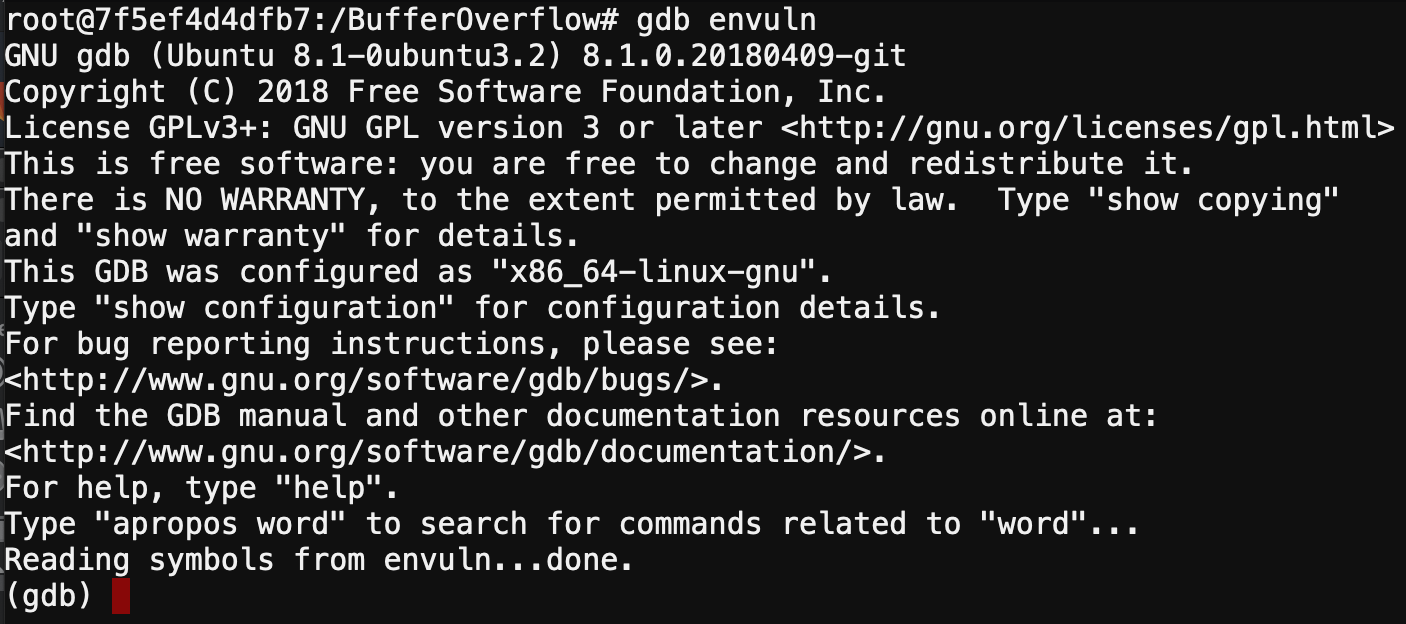 root@7f5ef4d4dfb7:/BufferOverflow# gdb envuln
GNU gdb (Ubuntu 8.1-0ubuntu3.2) 8.1.0.20180409-git
Copyright (C) 2018 Free Software Foundation, Inc.
License GPLv3+: GNU GPL version 3 or later <http://gnu.org/licenses/gpl.html>
This is free software: you are free to change and redistribute it.
There is NO WARRANTY, to the extent permitted by law.  Type "show copying"
and "show warranty" for details.
This GDB was configured as "x86_64-linux-gnu".
Type "show configuration" for configuration details.
For bug reporting instructions, please see:
<http://www.gnu.org/software/gdb/bugs/>.
Find the GDB manual and other documentation resources online at:
<http://www.gnu.org/software/gdb/documentation/>.
For help, type "help".
Type "apropos word" to search for commands related to "word"...
Reading symbols from envuln...done.
(gdb)